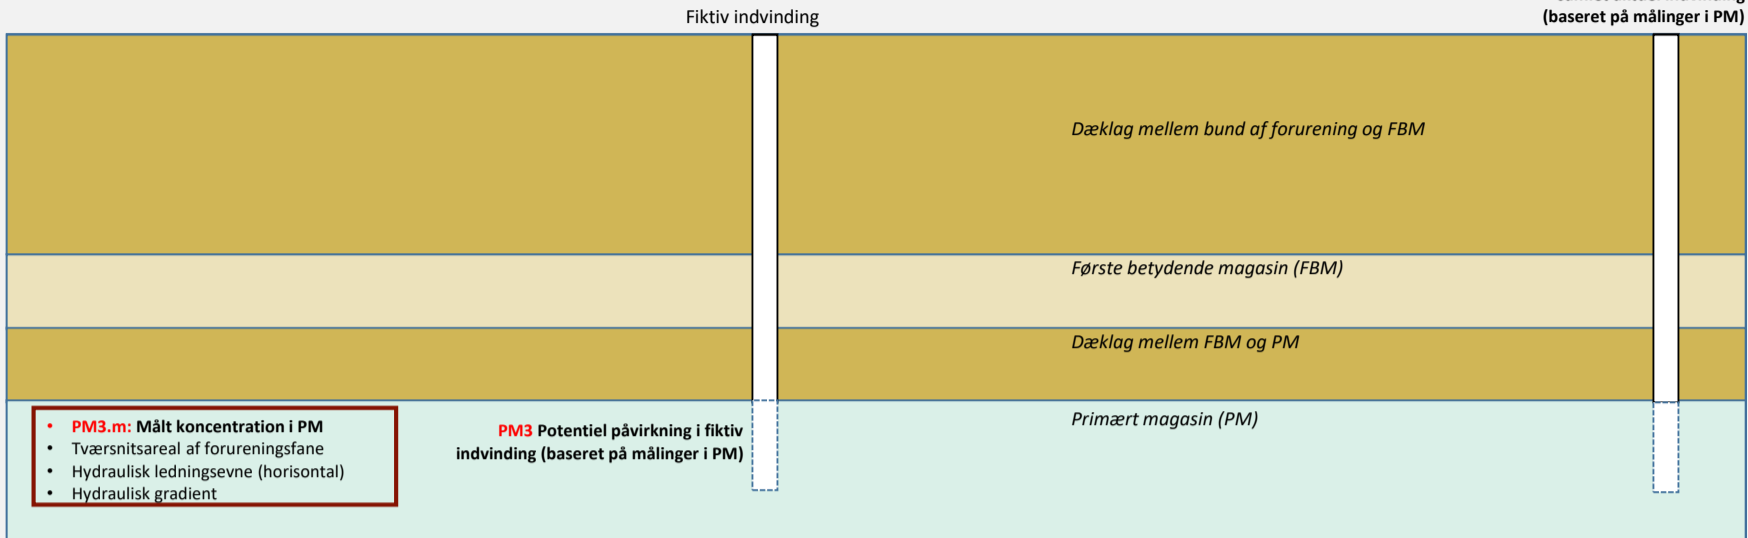 Fiktiv indvinding
(baseret på målinger i PM)
Dæklag mellem bund af forurening og FBM
Første betydende magasin (FBM)
Dæklag mellem FBM og PM
Primært magasin (PM)
• PM3.m: Målt koncentration i PM
• Tværsnitsareal af forureningsfane
• Hydraulisk ledningsevne (horisontal)
• Hydraulisk gradient
PM3 Potentiel påvirkning i fiktiv
indvinding (baseret på målinger i PM)